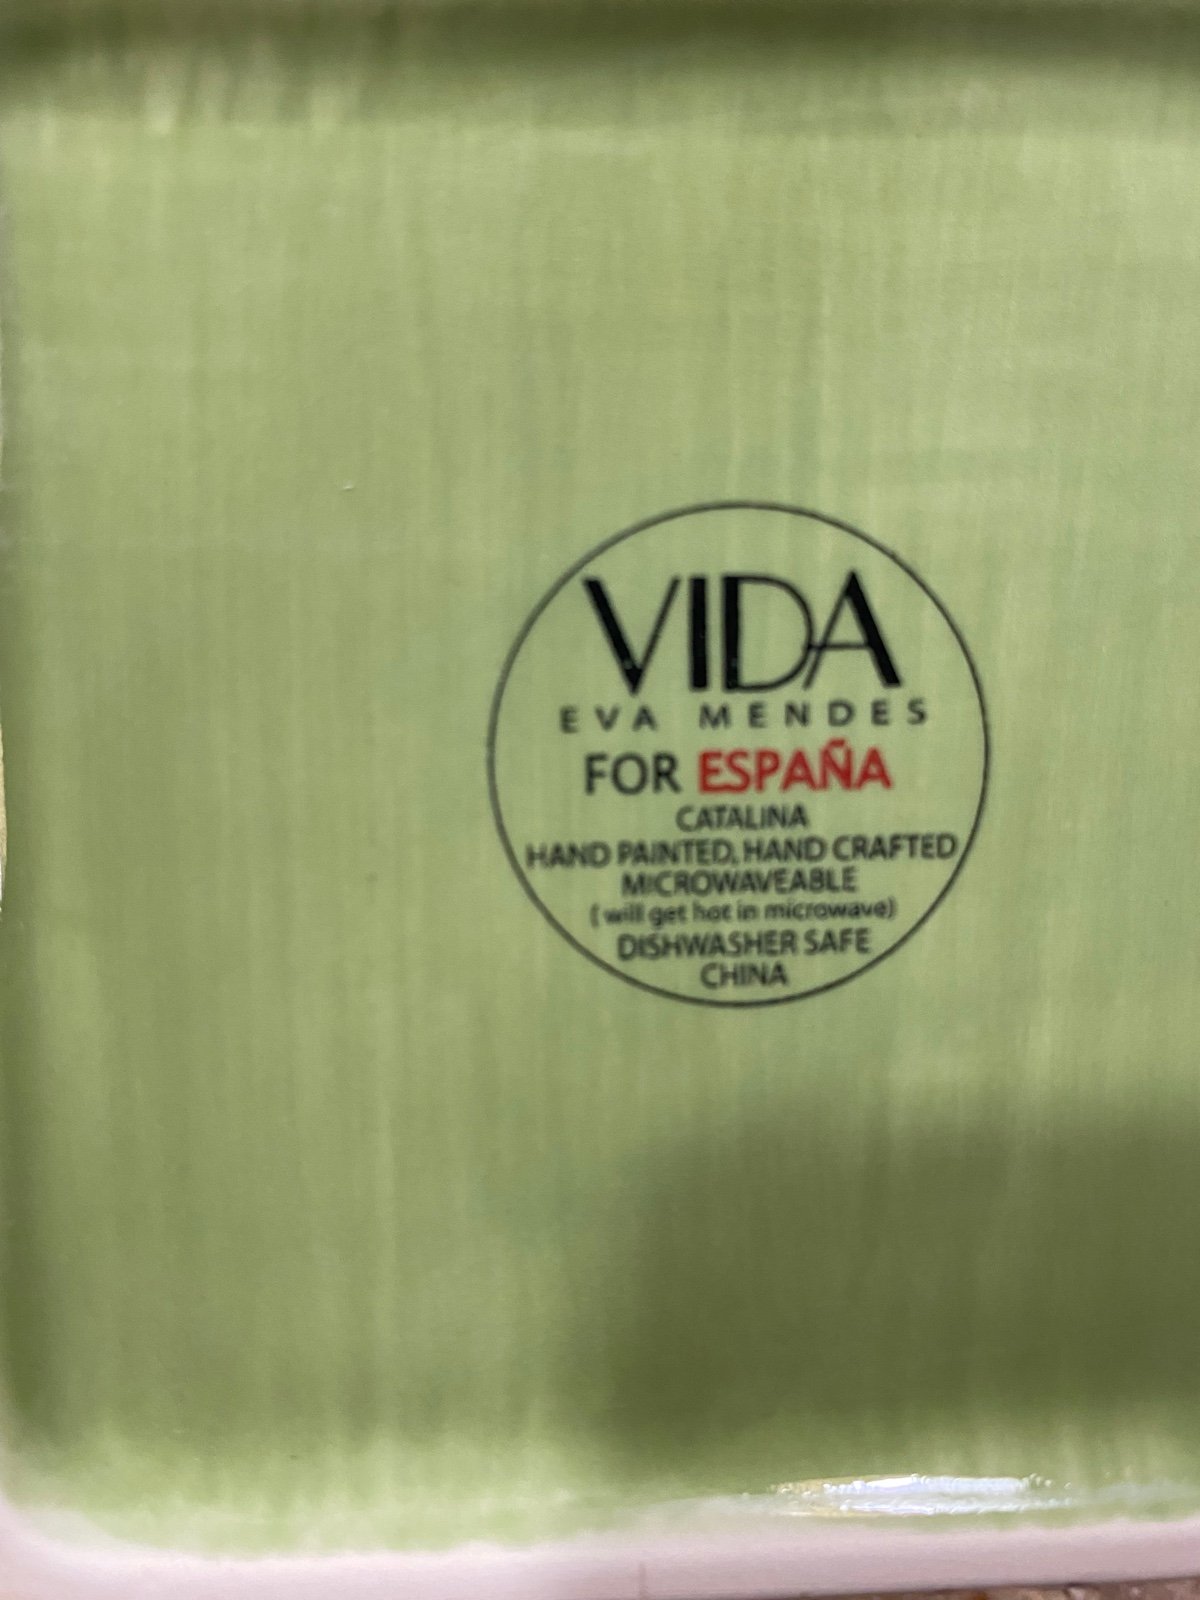 VIDA
EVA MENDES
FOR ESPAÑA
CATALINA
HAND PAINTED, HAND CRAFTED
MICROWAVEABLE
(will get hot in microwave)
DISHWASHER SAFE
CHINA